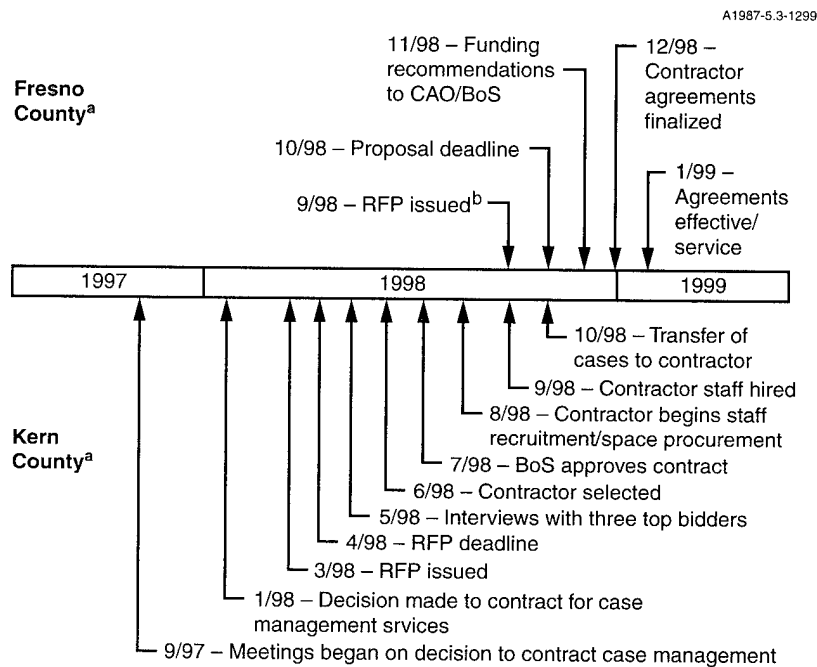 A1987-5.3-1299
Fresno
Countyª
11/98 – Funding
recommendations
to CAO/BoS
12/98 –
Contractor
agreements
finalized
10/98 – Proposal deadline
1/99 –
Agreements
effective/
service
9/98 – RFP issuedᵇ
1997
1998
1999
10/98 – Transfer of
cases to contractor
9/98 – Contractor staff hired
8/98 – Contractor begins staff
recruitment/space procurement
Kern
Countyª
7/98 – BoS approves contract
6/98 – Contractor selected
5/98 – Interviews with three top bidders
4/98 – RFP deadline
3/98 – RFP issued
1/98 – Decision made to contract for case
management srvices
9/97 – Meetings began on decision to contract case management